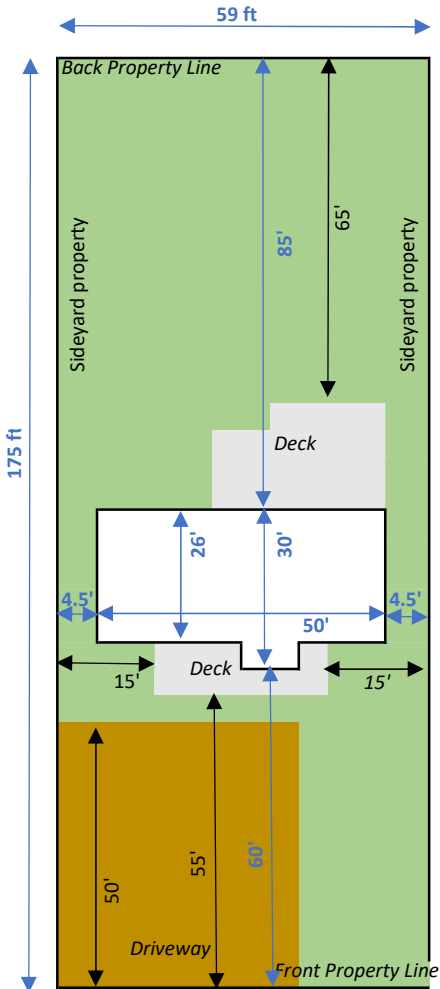 59 ft
Back Property Line
85'
65'
Sideyard property
Sideyard property
175 ft
Deck
26'
30'
4.5'
50'
4.5'
Deck
15'
15'
50'
55'
60'
Driveway
Front Property Line